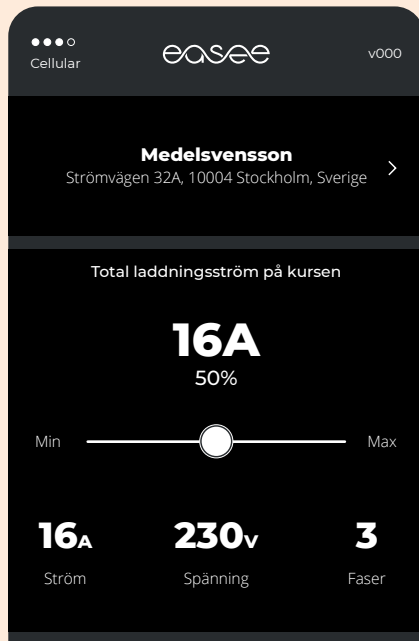 easee
v000
Cellular
Medelsvensson
Strömvägen 32A, 10004 Stockholm, Sverige
Total laddningsström på kursen
16A
50%
Min
Max
16A
230V
3
Ström
Spänning
Faser